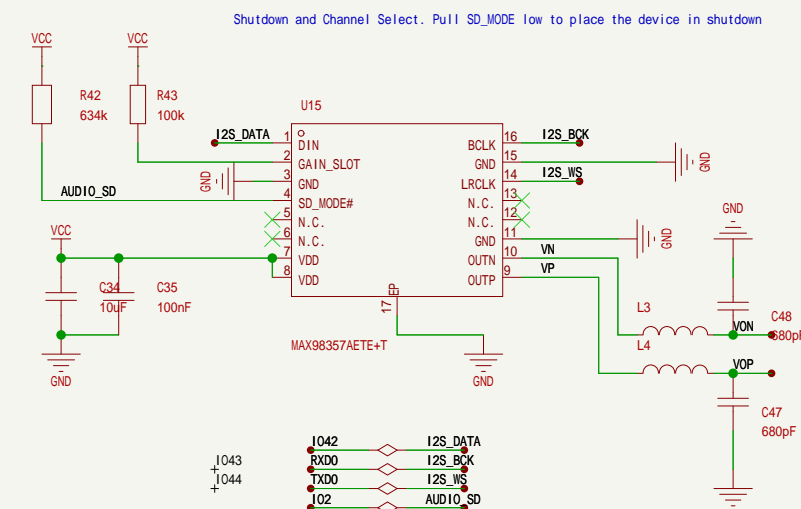 Shutdown and Channel Select. Pull SD_MODE low to place the device in shutdown
VCC
VCC
R42
634k
R43
100k
U15
I2S_DATA
1
DIN
2
GAIN_SLOT
3
GND
GND
4
SD_MODE#
AUDIO_SD
5
N.C.
6
N.C.
7
VDD
8
VDD
16
BCLK
I2S_BCK
15
GND
GND
14
LRCLK
I2S_WS
13
N.C.
12
N.C.
11
GND
GND
10
OUTN
VN
9
OUTP
VP
17
EP
MAX98357AETE+T
GND
VCC
C34
10uF
C35
100nF
GND
GND
L3
C48
680pF
VON
L4
VOP
C47
680pF
IO43
IO44
IO42
I2S_DATA
RXD0
I2S_BCK
TXD0
I2S_WS
IO2
AUDIO_SD